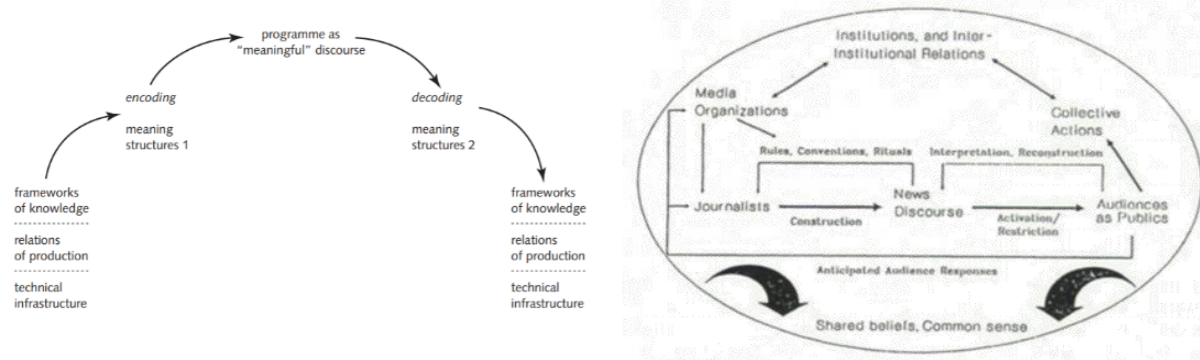 programme as
“meaningful” discourse
encoding
meaning
structures 1
decoding
meaning
structures 2
frameworks
of knowledge
relations
of production
technical
infrastructure
frameworks
of knowledge
relations
of production
technical
infrastructure
Institutions, and Inter-
Institutional Relations
Media
Organizations
Collective
Actions
Rules, Conventions, Rituals
Interpretation, Reconstruction
Journalists
Construction
News
Discourse
Activation/
Restriction
Audiences
as Publics
Anticipated Audience Responses
Shared beliefs, Common sense